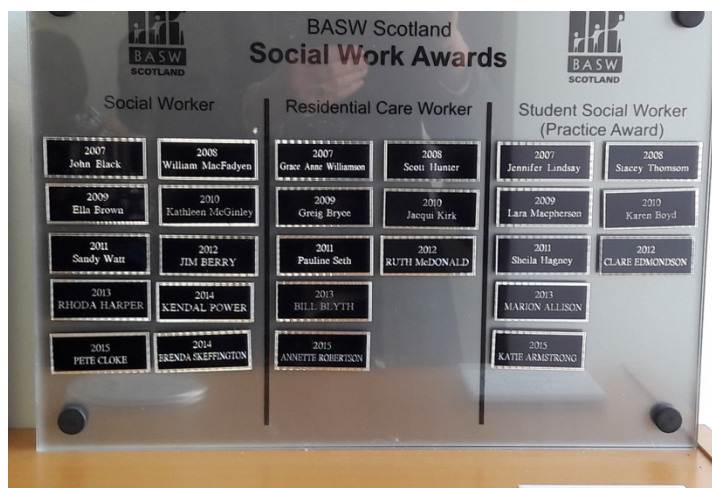 BASW
SCOTLAND
BASW Scotland
Social Work Awards
BASW
SCOTLAND
Social Worker
2007
John Black
2008
William MacFadyen
2009
Ella Brown
2010
Kathleen McGinley
2011
Sandy Watt
2012
JIM BERRY
2013
RHODA HARPER
2014
KENDAL POWER
2015
PETE CLOKE
2014
BRENDA SKEFFINGTON
Residential Care Worker
2007
Grace Anne Williamson
2008
Scott Hunter
2009
Greig Bryce
2010
Jacqui Kirk
2011
Pauline Seth
2012
RUTH McDONALD
2013
BILL BLYTH
2015
ANNETTE ROBERTSON
Student Social Worker
(Practice Award)
2007
Jennifer Lindsay
2008
Stacey Thomsom
2009
Lara Macpherson
2010
Karen Boyd
2011
Sheila Hagney
2012
CLARE EDMONDSON
2013
MARION ALLISON
2015
KATIE ARMSTRONG